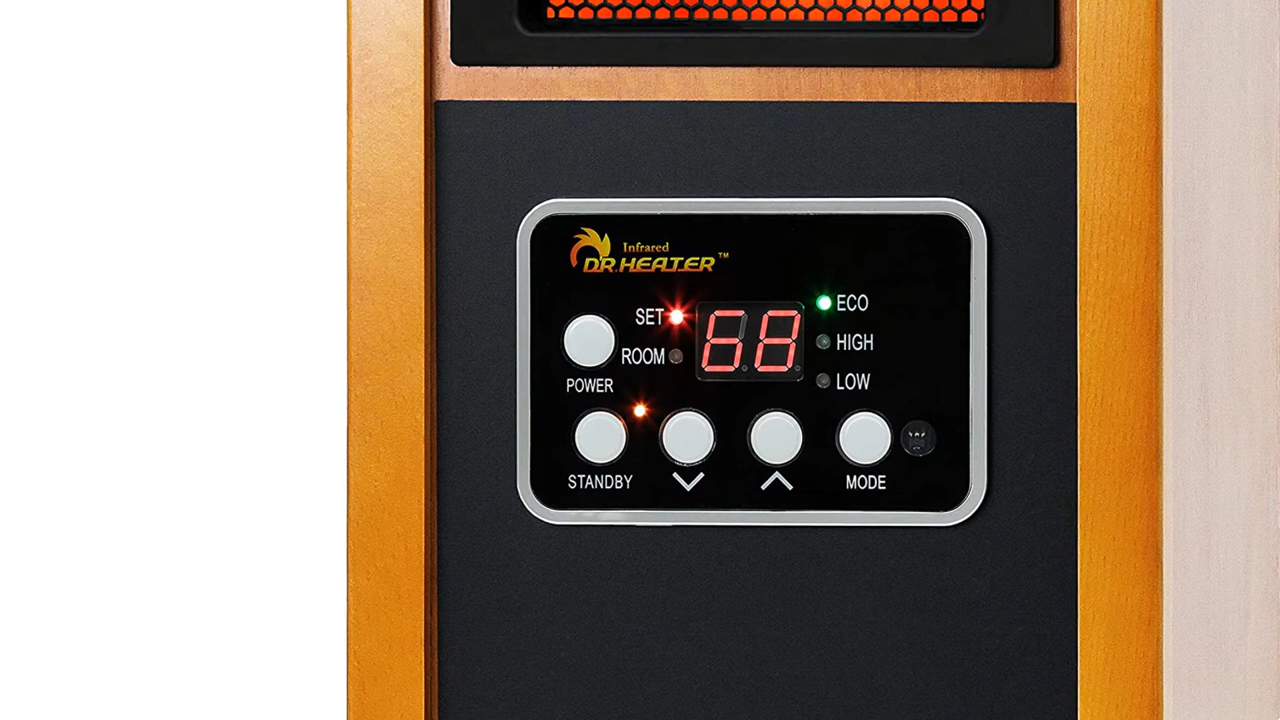 Infrared
DR. HEATER™
SET
68
ECO
ROOM
HIGH
POWER
LOW
STANDBY
MODE